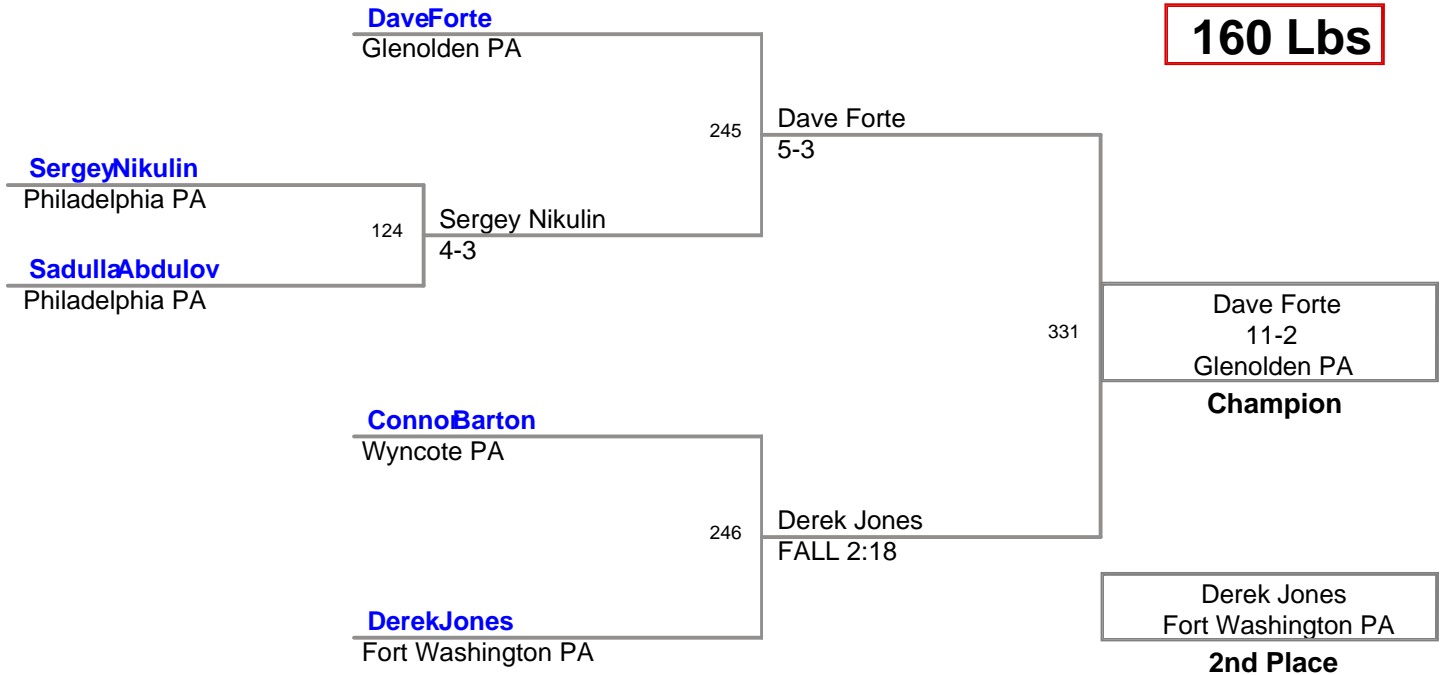 DaveForte
Glenolden PA
160 Lbs
245
Dave Forte
5-3
SergeyNikulin
Philadelphia PA
124
Sergey Nikulin
4-3
SadullaAbdulov
Philadelphia PA
331
Dave Forte
11-2
Glenolden PA
Champion
ConnorBarton
Wyncote PA
246
Derek Jones
FALL 2:18
DerekJones
Fort Washington PA
Derek Jones
Fort Washington PA
2nd Place